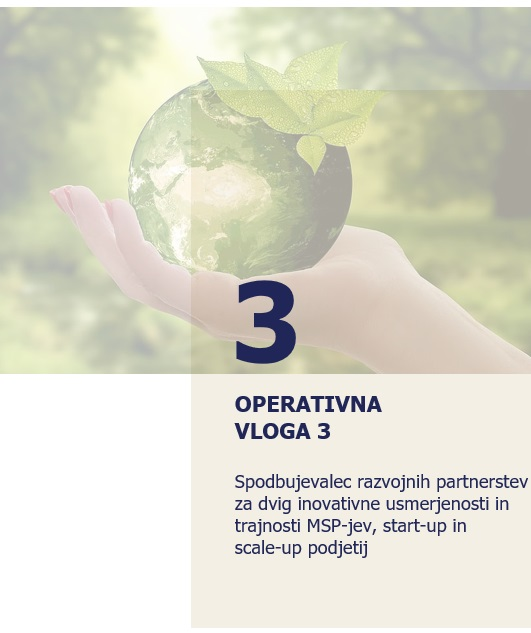 3
OPERATIVNA
VLOGA 3
Spodbujevalec razvojnih partnerstev
za dvig inovativne usmerjenosti in
trajnosti MSP-jev, start-up in
scale-up podjetij